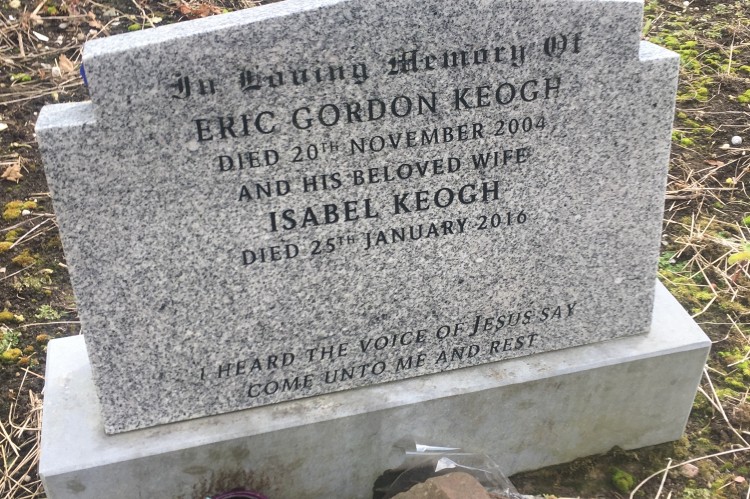 In Loving Memory Of
ERIC GORDON KEOGH
DIED 20TH NOVEMBER 2004
AND HIS BELOVED WIFE
ISABEL KEOGH
DIED 25TH JANUARY 2016
I HEARD THE VOICE OF JESUS SAY
COME UNTO ME AND REST